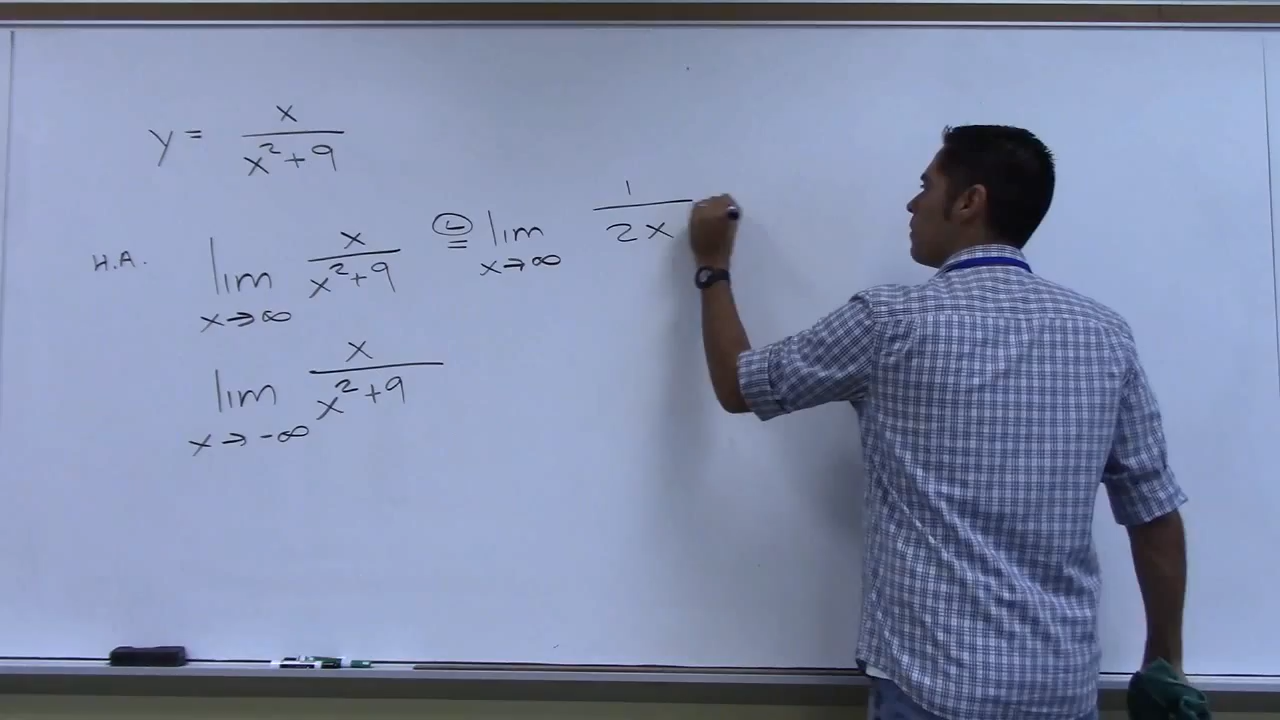 y = x / x² + 9
H.A. lim x→∞ x / x² + 9 Ⓛ= lim x→∞ 1 / 2x
lim x→-∞ x / x² + 9